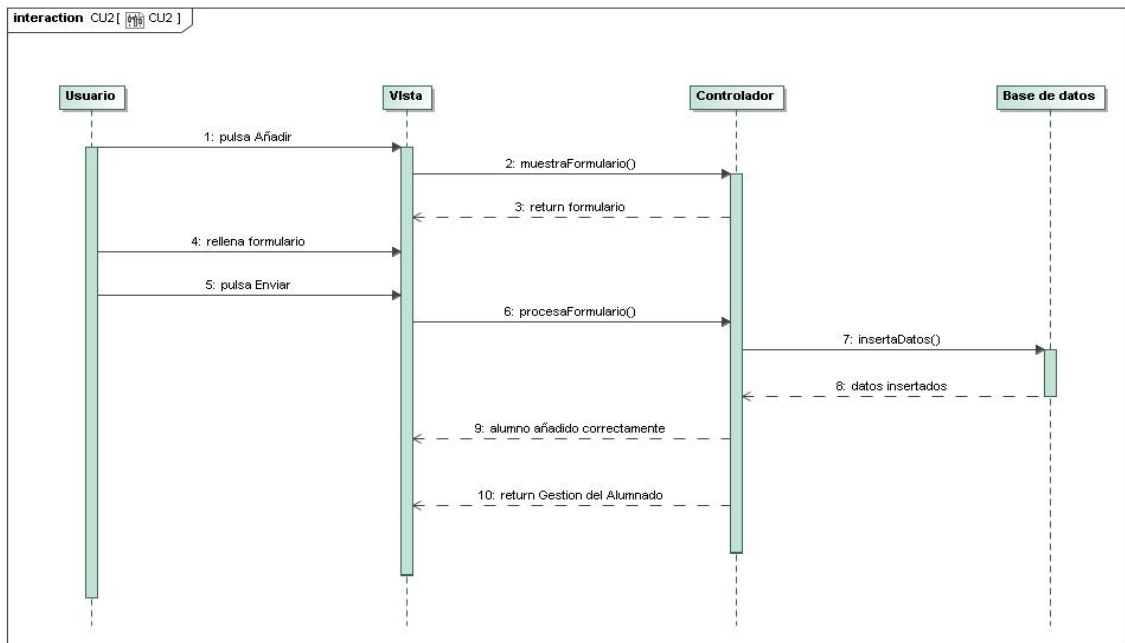 interaction CU2[ CU2 ]
Usuario
VIsta
Controlador
Base de datos
1: pulsa Añadir
2: muestraFormulario()
3: return formulario
4: rellena formulario
5: pulsa Enviar
6: procesaFormulario()
7: insertaDatos()
8: datos insertados
9: alumno añadido correctamente
10: return Gestion del Alumnado